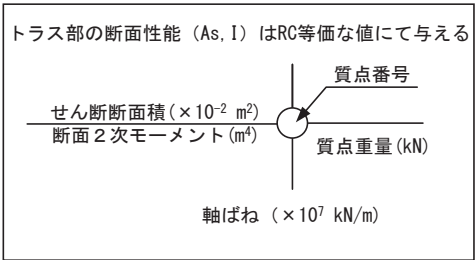 トラス部の断面性能（As,I）はRC等価な値にて与える
質点番号
せん断断面積(×10⁻² m²)
断面２次モーメント(m⁴)
質点重量(kN)
軸ばね（×10⁷ kN/m）